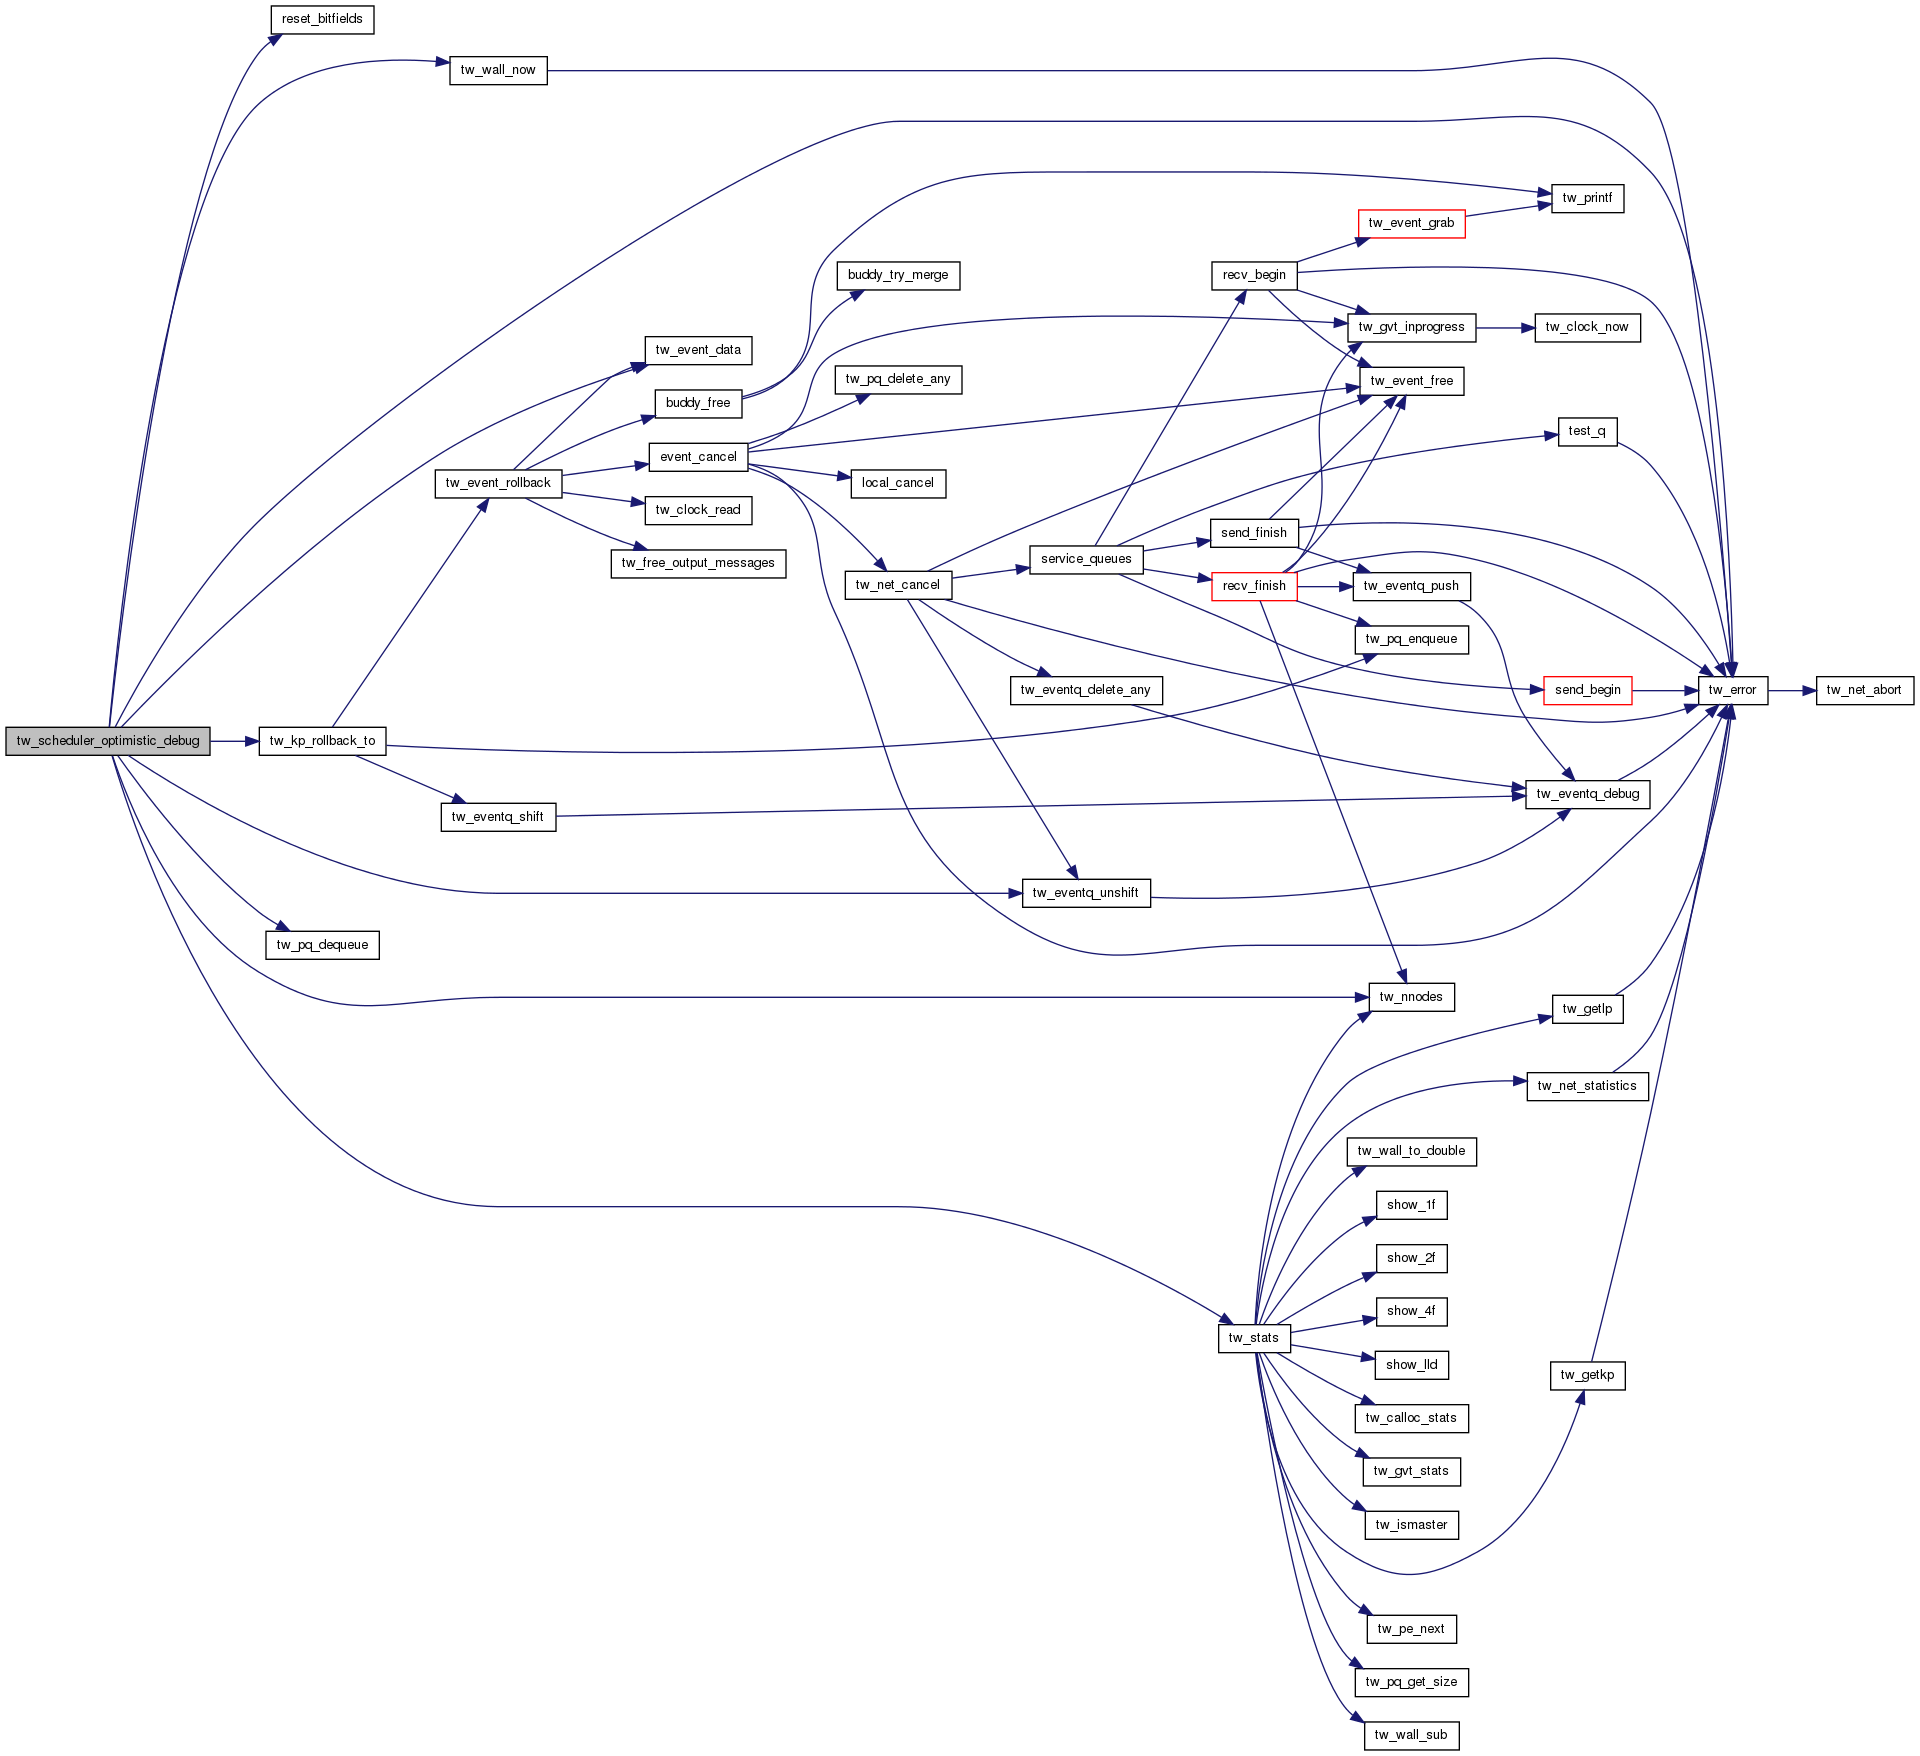 reset_bitfields
tw_wall_now
tw_printf
tw_event_grab
recv_begin
buddy_try_merge
tw_gvt_inprogress
tw_clock_now
tw_event_data
tw_pq_delete_any
tw_event_free
buddy_free
test_q
event_cancel
tw_event_rollback
local_cancel
tw_clock_read
send_finish
tw_free_output_messages
service_queues
tw_net_cancel
recv_finish
tw_eventq_push
tw_pq_enqueue
tw_eventq_delete_any
send_begin
tw_error
tw_net_abort
tw_scheduler_optimistic_debug
tw_kp_rollback_to
tw_eventq_debug
tw_eventq_shift
tw_eventq_unshift
tw_pq_dequeue
tw_nnodes
tw_getlp
tw_net_statistics
tw_wall_to_double
show_1f
show_2f
show_4f
tw_stats
show_lld
tw_getkp
tw_calloc_stats
tw_gvt_stats
tw_ismaster
tw_pe_next
tw_pq_get_size
tw_wall_sub